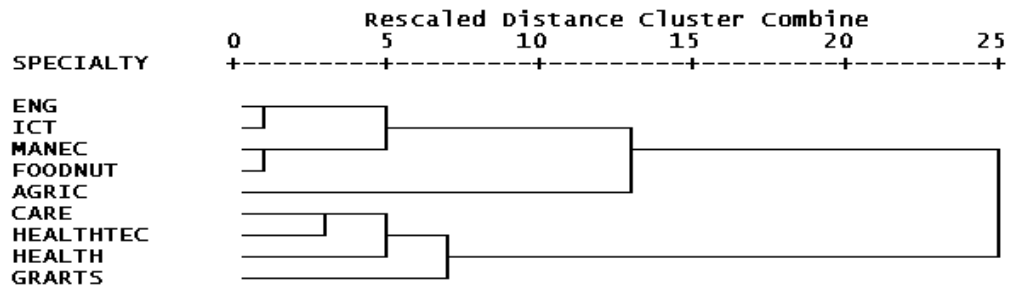 Rescaled Distance Cluster Combine
0 5 10 15 20 25
SPECIALTY +---------+---------+---------+---------+---------+
ENG
ICT
MANEC
FOODNUT
AGRIC
CARE
HEALTHTEC
HEALTH
GRARTS